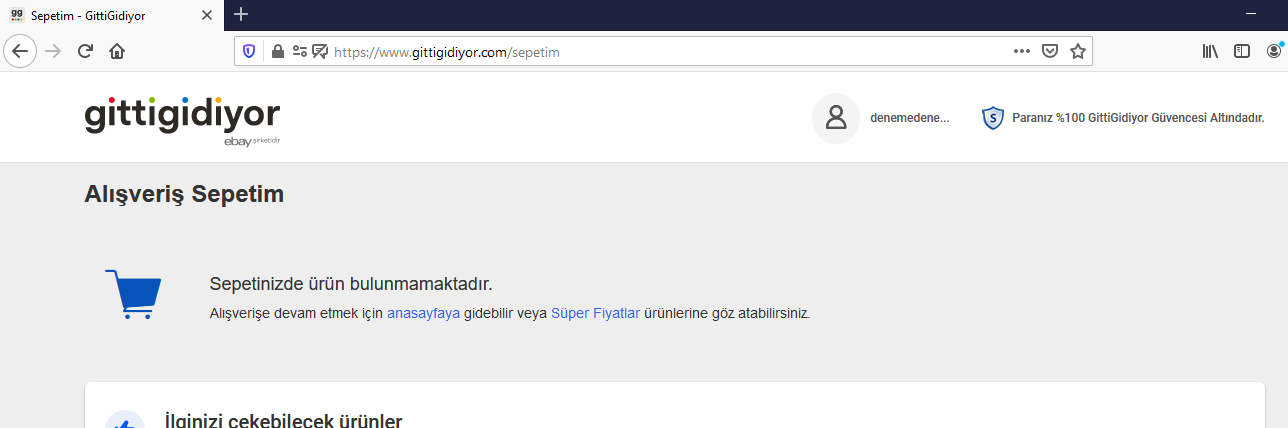 gg
Sepetim - GittiGidiyor
https://www.gittigidiyor.com/sepetim
gittigidiyor
ebay şirketidir
denemedene...
S
Paranız %100 GittiGidiyor Güvencesi Altındadır.
Alışveriş Sepetim
Sepetinizde ürün bulunmamaktadır.
Alışverişe devam etmek için anasayfaya gidebilir veya Süper Fiyatlar ürünlerine göz atabilirsiniz.
İlginizi çekebilecek ürünler